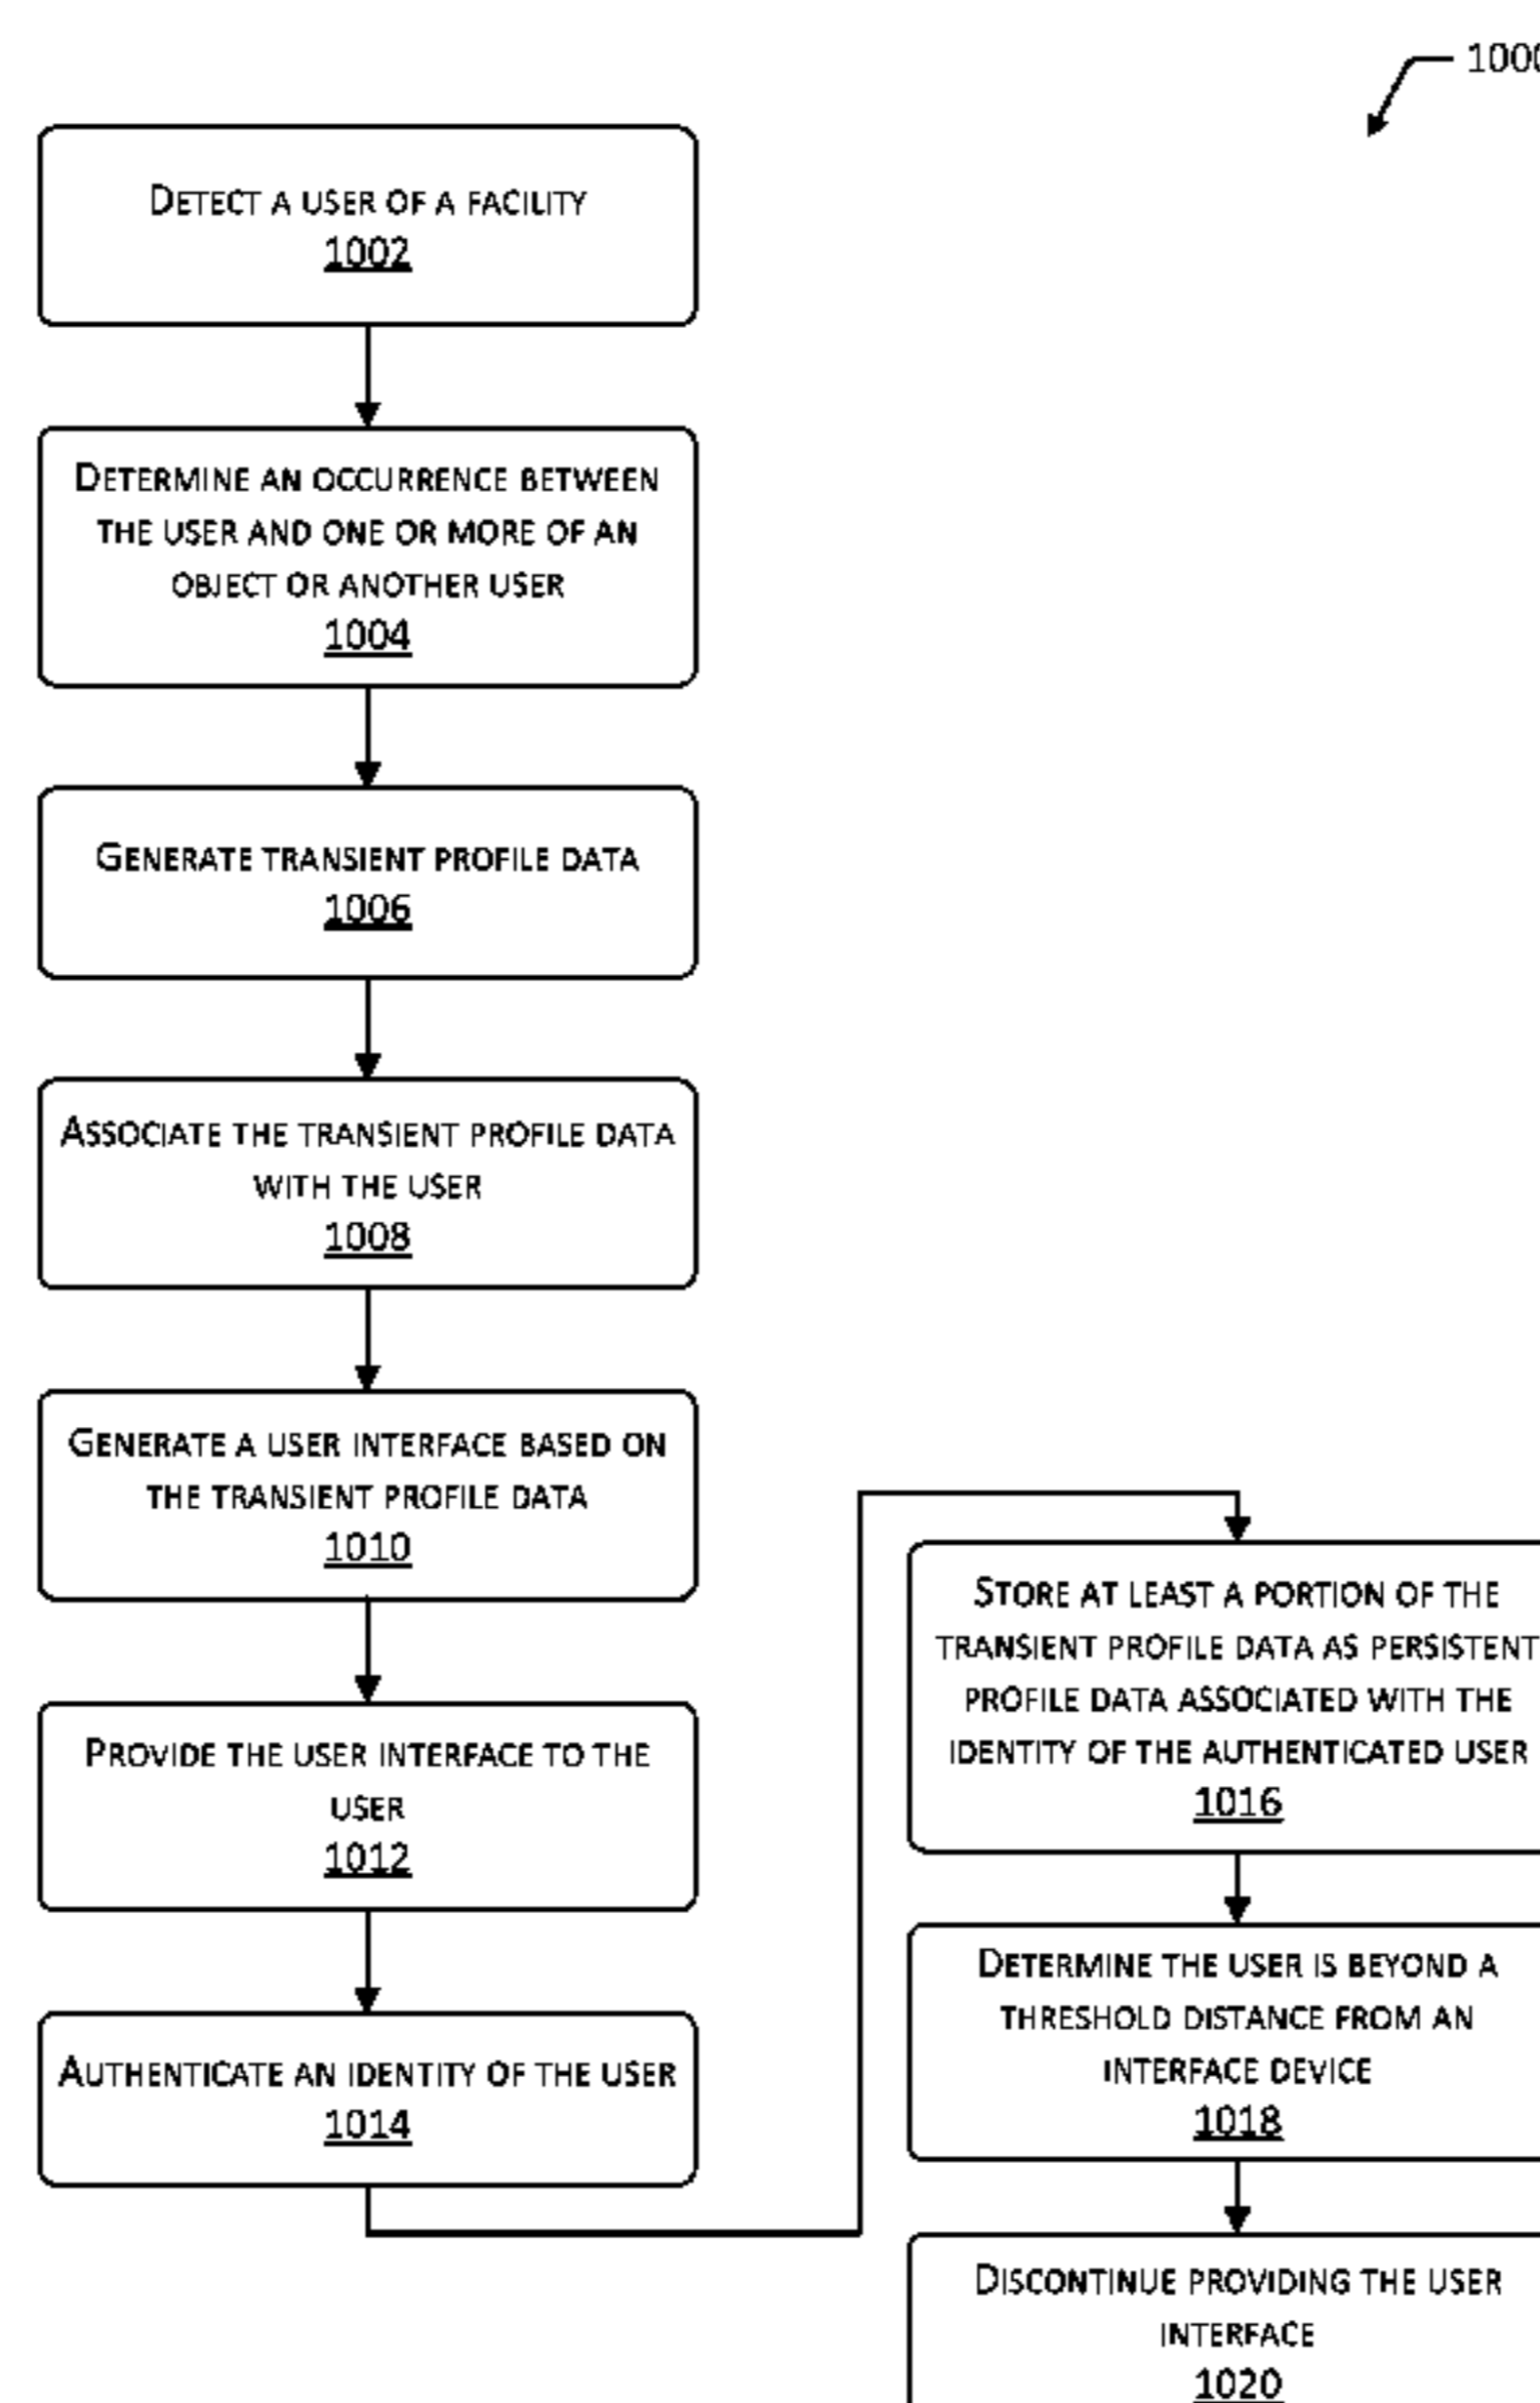 1000
DETECT A USER OF A FACILITY
1002
DETERMINE AN OCCURRENCE BETWEEN
THE USER AND ONE OR MORE OF AN
OBJECT OR ANOTHER USER
1004
GENERATE TRANSIENT PROFILE DATA
1006
ASSOCIATE THE TRANSIENT PROFILE DATA
WITH THE USER
1008
GENERATE A USER INTERFACE BASED ON
THE TRANSIENT PROFILE DATA
1010
PROVIDE THE USER INTERFACE TO THE
USER
1012
AUTHENTICATE AN IDENTITY OF THE USER
1014
STORE AT LEAST A PORTION OF THE
TRANSIENT PROFILE DATA AS PERSISTENT
PROFILE DATA ASSOCIATED WITH THE
IDENTITY OF THE AUTHENTICATED USER
1016
DETERMINE THE USER IS BEYOND A
THRESHOLD DISTANCE FROM AN
INTERFACE DEVICE
1018
DISCONTINUE PROVIDING THE USER
INTERFACE
1020